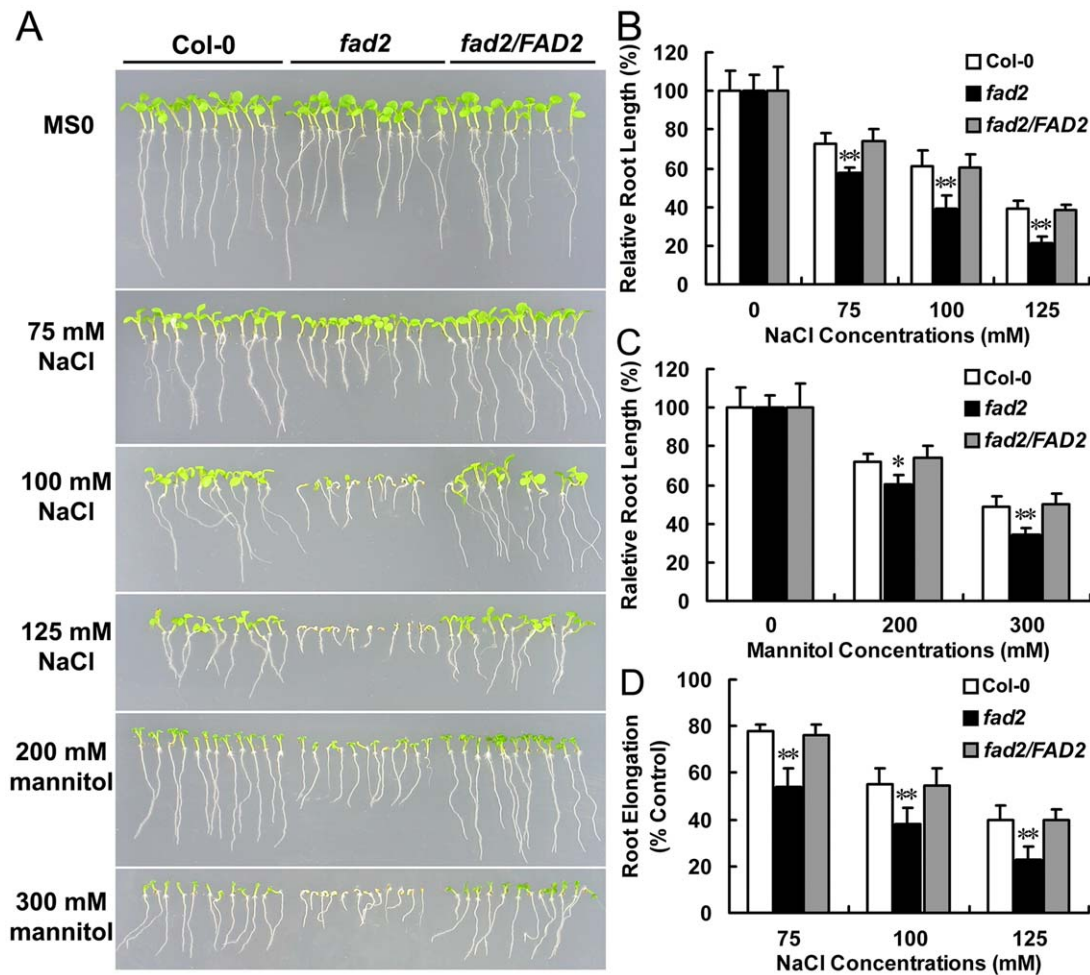 A
Col-0
fad2
fad2/FAD2
MS0
75 mM
NaCl
100 mM
NaCl
125 mM
NaCl
200 mM
mannitol
300 mM
mannitol
B
Relative Root Length (%)
120
100
80
60
40
20
0
Col-0
fad2
fad2/FAD2
**
**
**
0 75 100 125
NaCl Concentrations (mM)
C
Raletive Root Length (%)
120
100
80
60
40
20
0
Col-0
fad2
fad2/FAD2
*
**
0 200 300
Mannitol Concentrations (mM)
D
Root Elongation
(% Control)
100
80
60
40
20
0
Col-0
fad2
fad2/FAD2
**
**
**
75 100 125
NaCl Concentrations (mM)